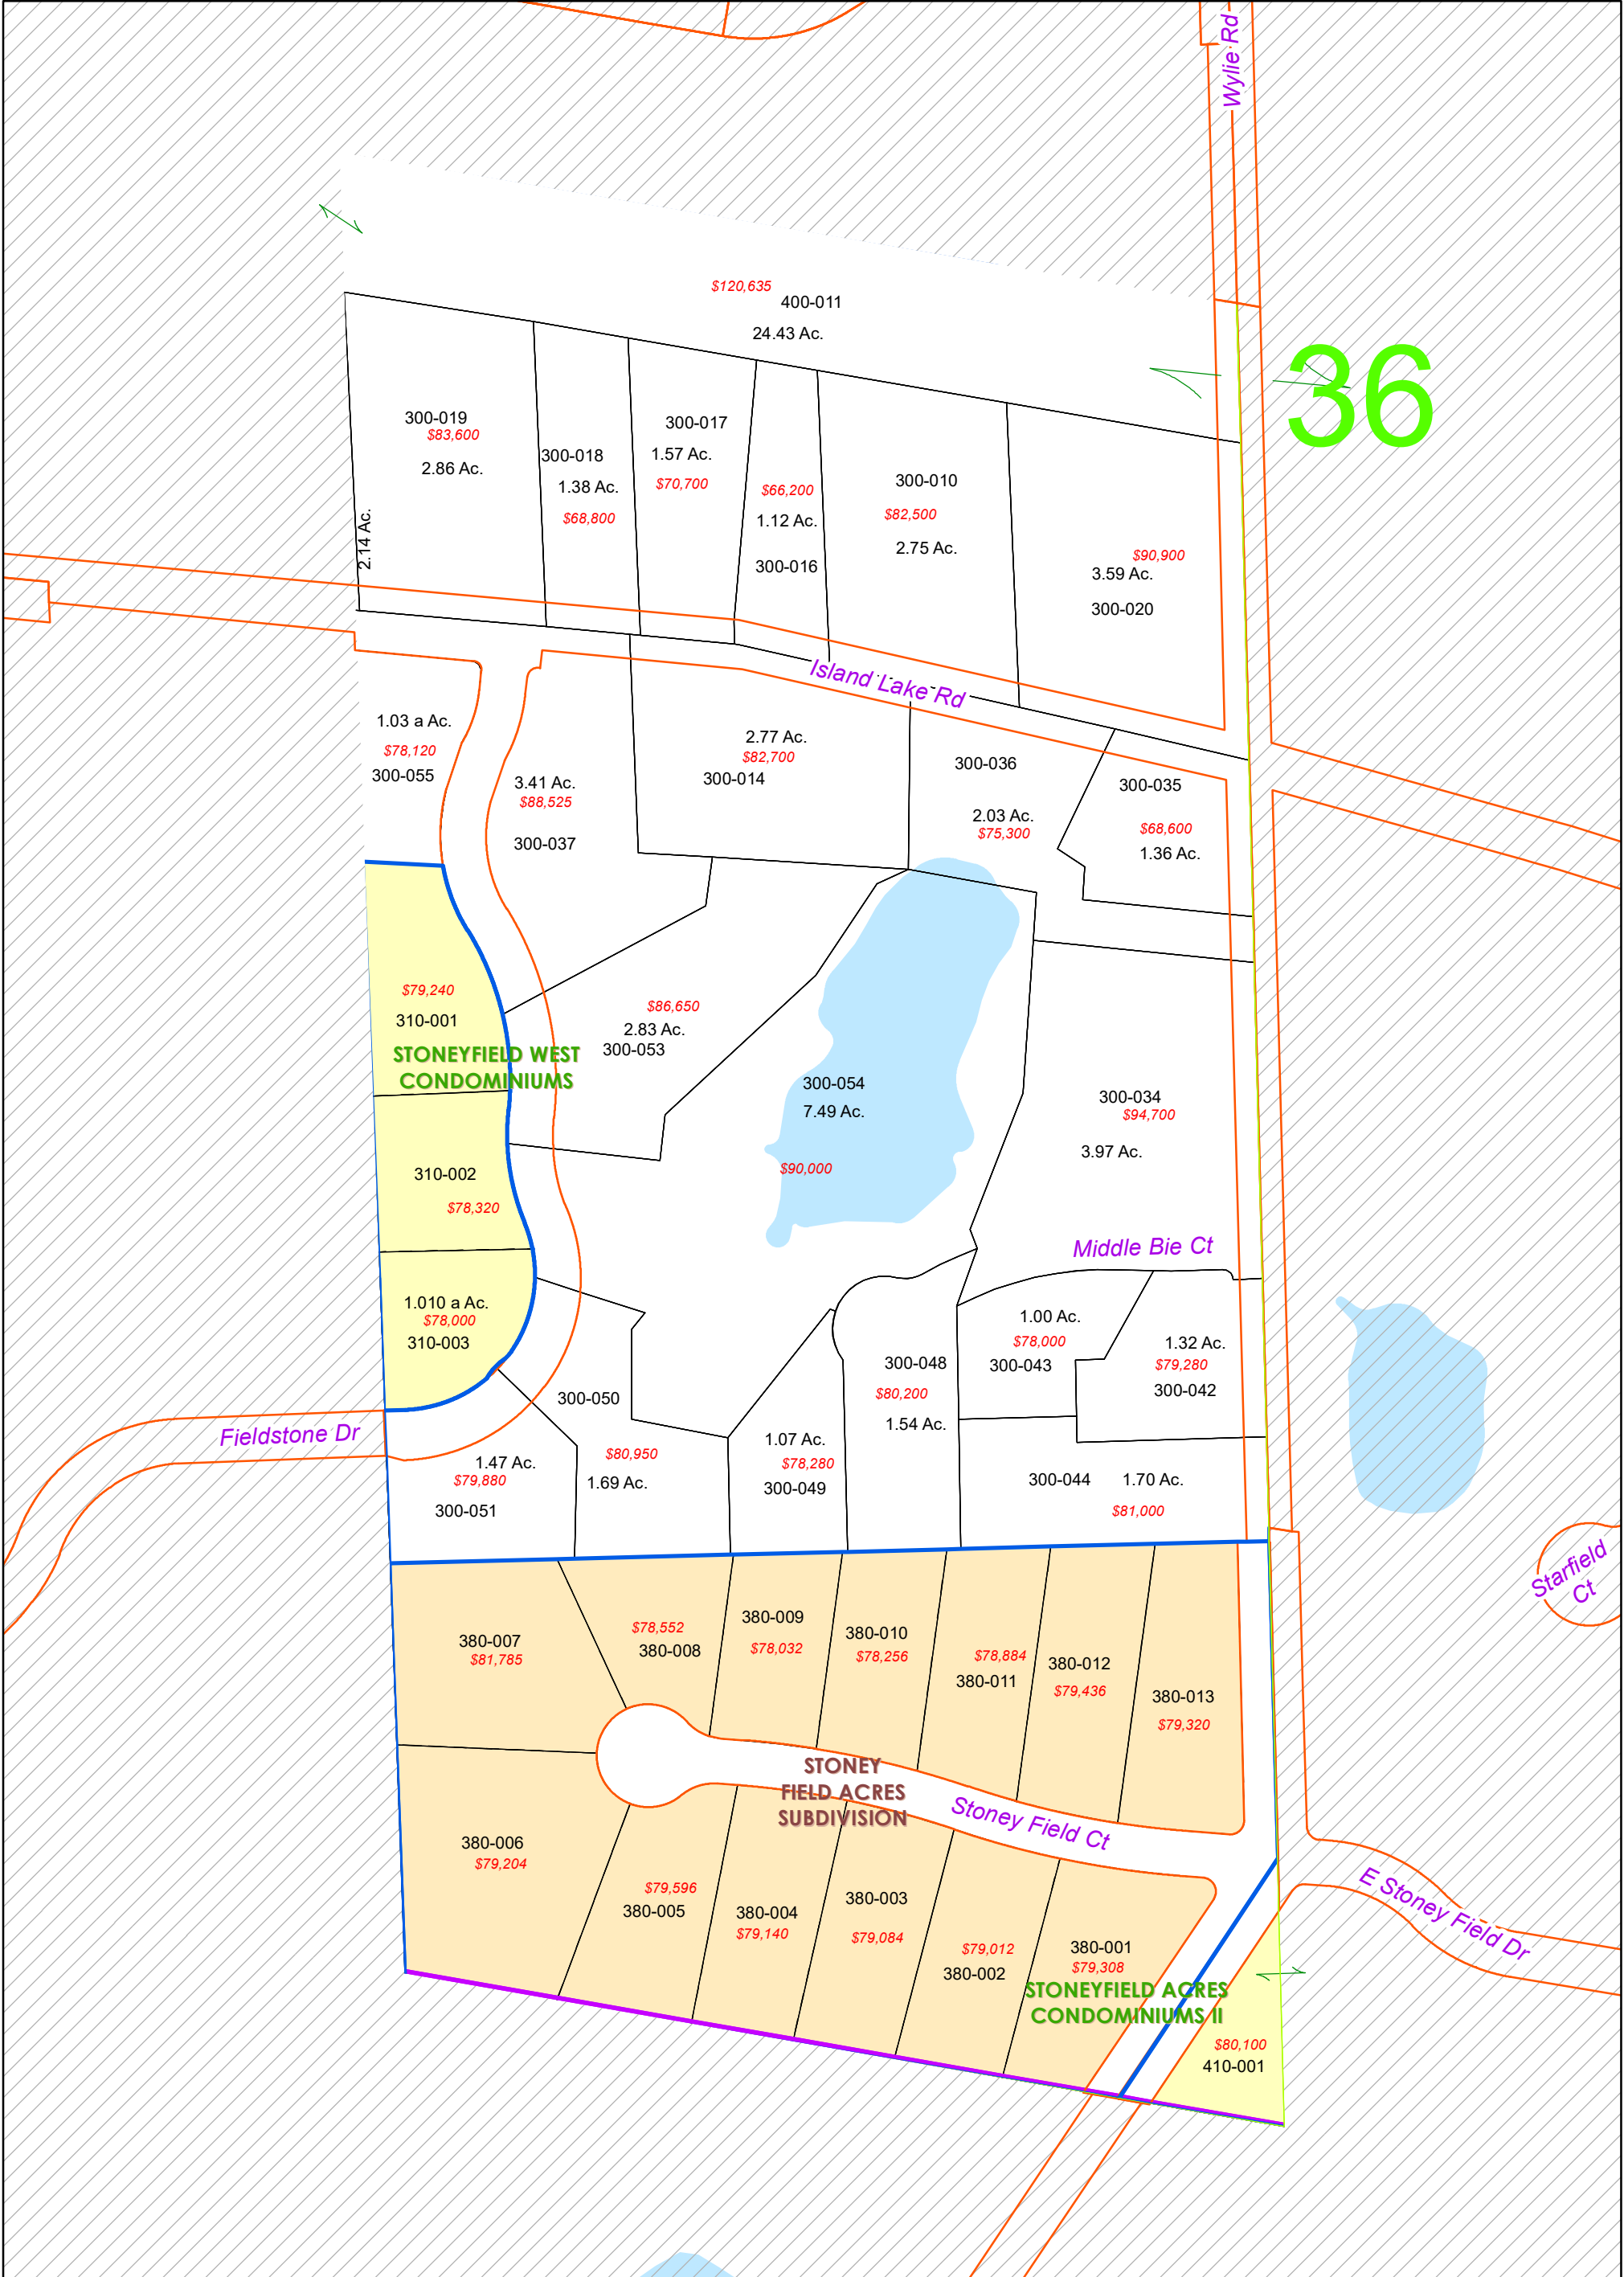 Wylie Rd
$120,635
400-011
24.43 Ac.
36
300-019
$83,600
2.86 Ac.
2.14 Ac.
300-018
1.38 Ac.
$68,800
300-017
1.57 Ac.
$70,700
$66,200
1.12 Ac.
300-016
300-010
$82,500
2.75 Ac.
$90,900
3.59 Ac.
300-020
Island Lake Rd
1.03 a Ac.
$78,120
300-055
3.41 Ac.
$88,525
300-037
2.77 Ac.
$82,700
300-014
300-036
2.03 Ac.
$75,300
300-035
$68,600
1.36 Ac.
$79,240
310-001
STONEYFIELD WEST
CONDOMINIUMS
$86,650
2.83 Ac.
300-053
300-054
7.49 Ac.
$90,000
300-034
$94,700
3.97 Ac.
310-002
$78,320
Middle Bie Ct
1.010 a Ac.
$78,000
310-003
1.00 Ac.
$78,000
300-043
1.32 Ac.
$79,280
300-042
300-048
$80,200
1.54 Ac.
300-050
$80,950
1.69 Ac.
Fieldstone Dr
1.47 Ac.
$79,880
300-051
1.07 Ac.
$78,280
300-049
300-044
1.70 Ac.
$81,000
Starfield
Ct
380-007
$81,785
$78,552
380-008
380-009
$78,032
380-010
$78,256
$78,884
380-011
380-012
$79,436
380-013
$79,320
STONEY
FIELD ACRES
SUBDIVISION
Stoney Field Ct
380-006
$79,204
$79,596
380-005
380-004
$79,140
380-003
$79,084
$79,012
380-002
380-001
$79,308
E Stoney Field Dr
STONEYFIELD ACRES
CONDOMINIUMS II
$80,100
410-001